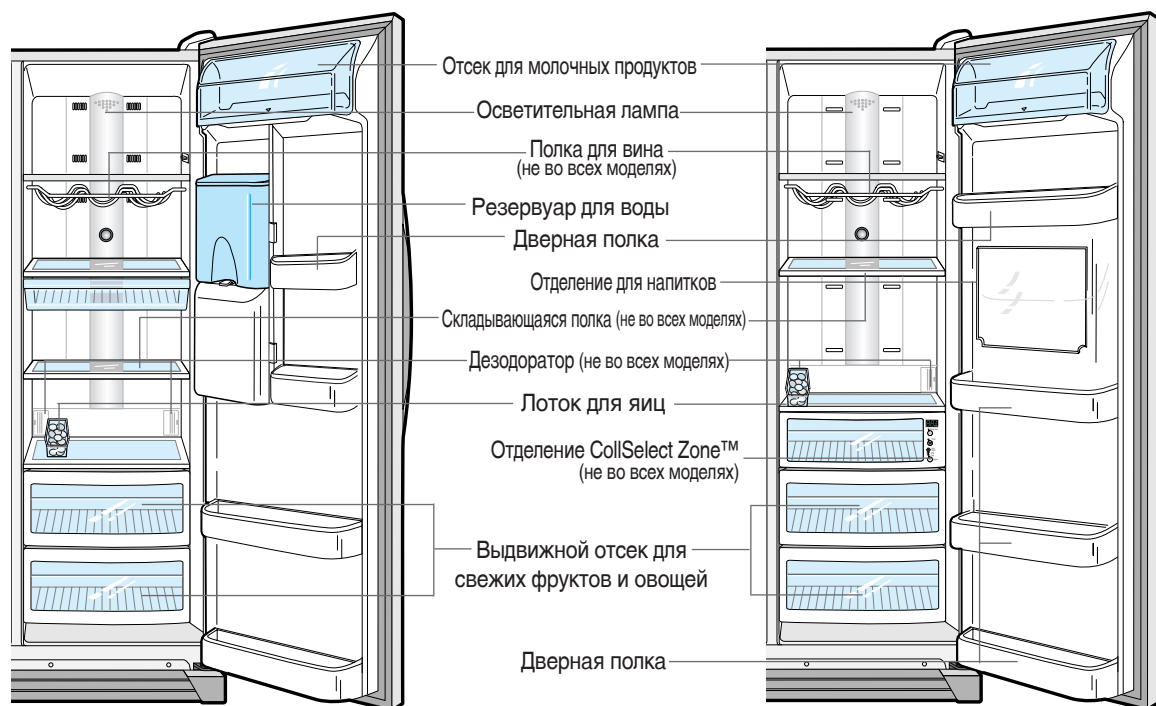 Отсек для молочных продуктов
Осветительная лампа
Полка для вина
(не во всех моделях)
Резервуар для воды
Дверная полка
Отделение для напитков
Складывающаяся полка (не во всех моделях)
Дезодоратор (не во всех моделях)
Лоток для яиц
Отделение CollSelect Zone™
(не во всех моделях)
Выдвижной отсек для
свежих фруктов и овощей
Дверная полка